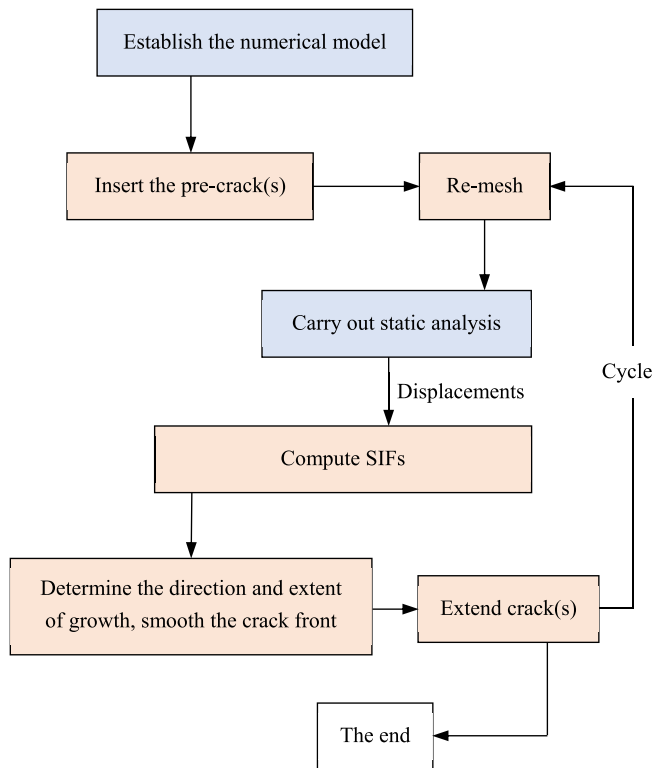 Establish the numerical model
Insert the pre-crack(s)
Re-mesh
Carry out static analysis
Cycle
Displacements
Compute SIFs
Determine the direction and extent
of growth, smooth the crack front
Extend crack(s)
The end